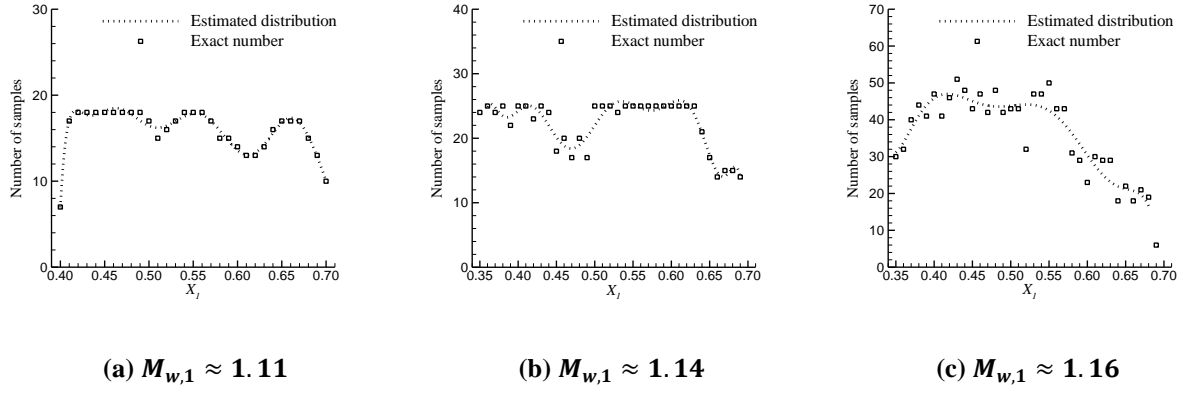 30
20
10
0
Number of samples
Estimated distribution
Exact number
0.40 0.45 0.50 0.55 0.60 0.65 0.70
X1
(a) Mw,1 ≈ 1.11
40
30
20
10
0
Number of samples
Estimated distribution
Exact number
0.35 0.40 0.45 0.50 0.55 0.60 0.65 0.70
X1
(b) Mw,1 ≈ 1.14
70
60
50
40
30
20
10
0
Number of samples
Estimated distribution
Exact number
0.35 0.40 0.45 0.50 0.55 0.60 0.65 0.70
X1
(c) Mw,1 ≈ 1.16